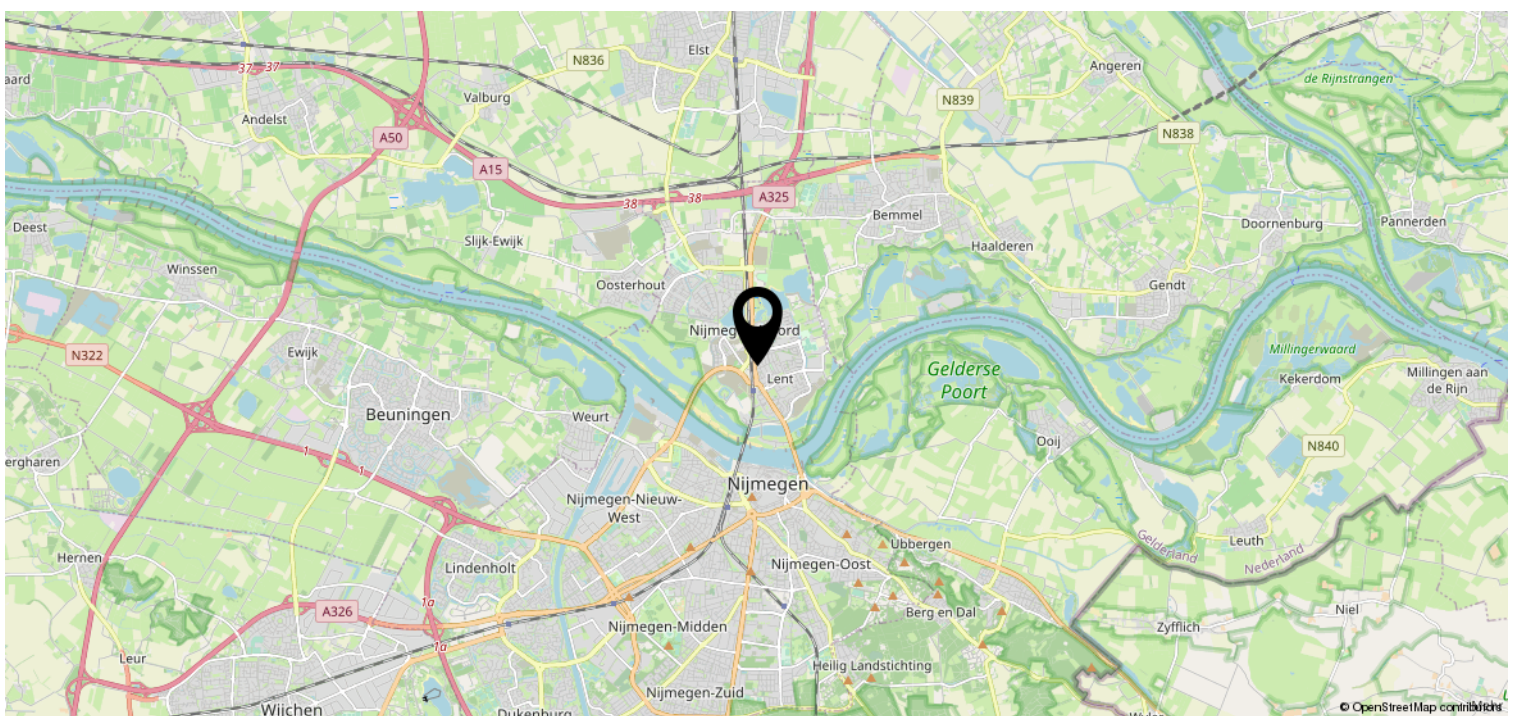 Elst
N836
37
37
aard
Angeren
de Rijnstrangen
Valburg
N839
Andelst
A50
N838
A15
38
38
A325
Bemmel
Deest
Doornenburg
Pannerden
Slijk-Ewijk
Haalderen
Winssen
Oosterhout
Gendt
N322
Ewijk
Millingerwaard
Lent
Gelderse
Poort
Kekerdom
Millingen aan
de Rijn
Beuningen
Weurt
Ooij
N840
1
1
ergharen
Nijmegen
Nijmegen-Nieuw-
West
Gelderland
Nederland
Leuth
Ubbergen
Hernen
Lindenholt
Nijmegen-Oost
1a
A326
Berg en Dal
Niel
Nijmegen-Midden
Zyfflich
1a
Leur
Heilig Landstichting
Nijmegen-Zuid
Wijchen
Dukenburg
© OpenStreetMap contributors